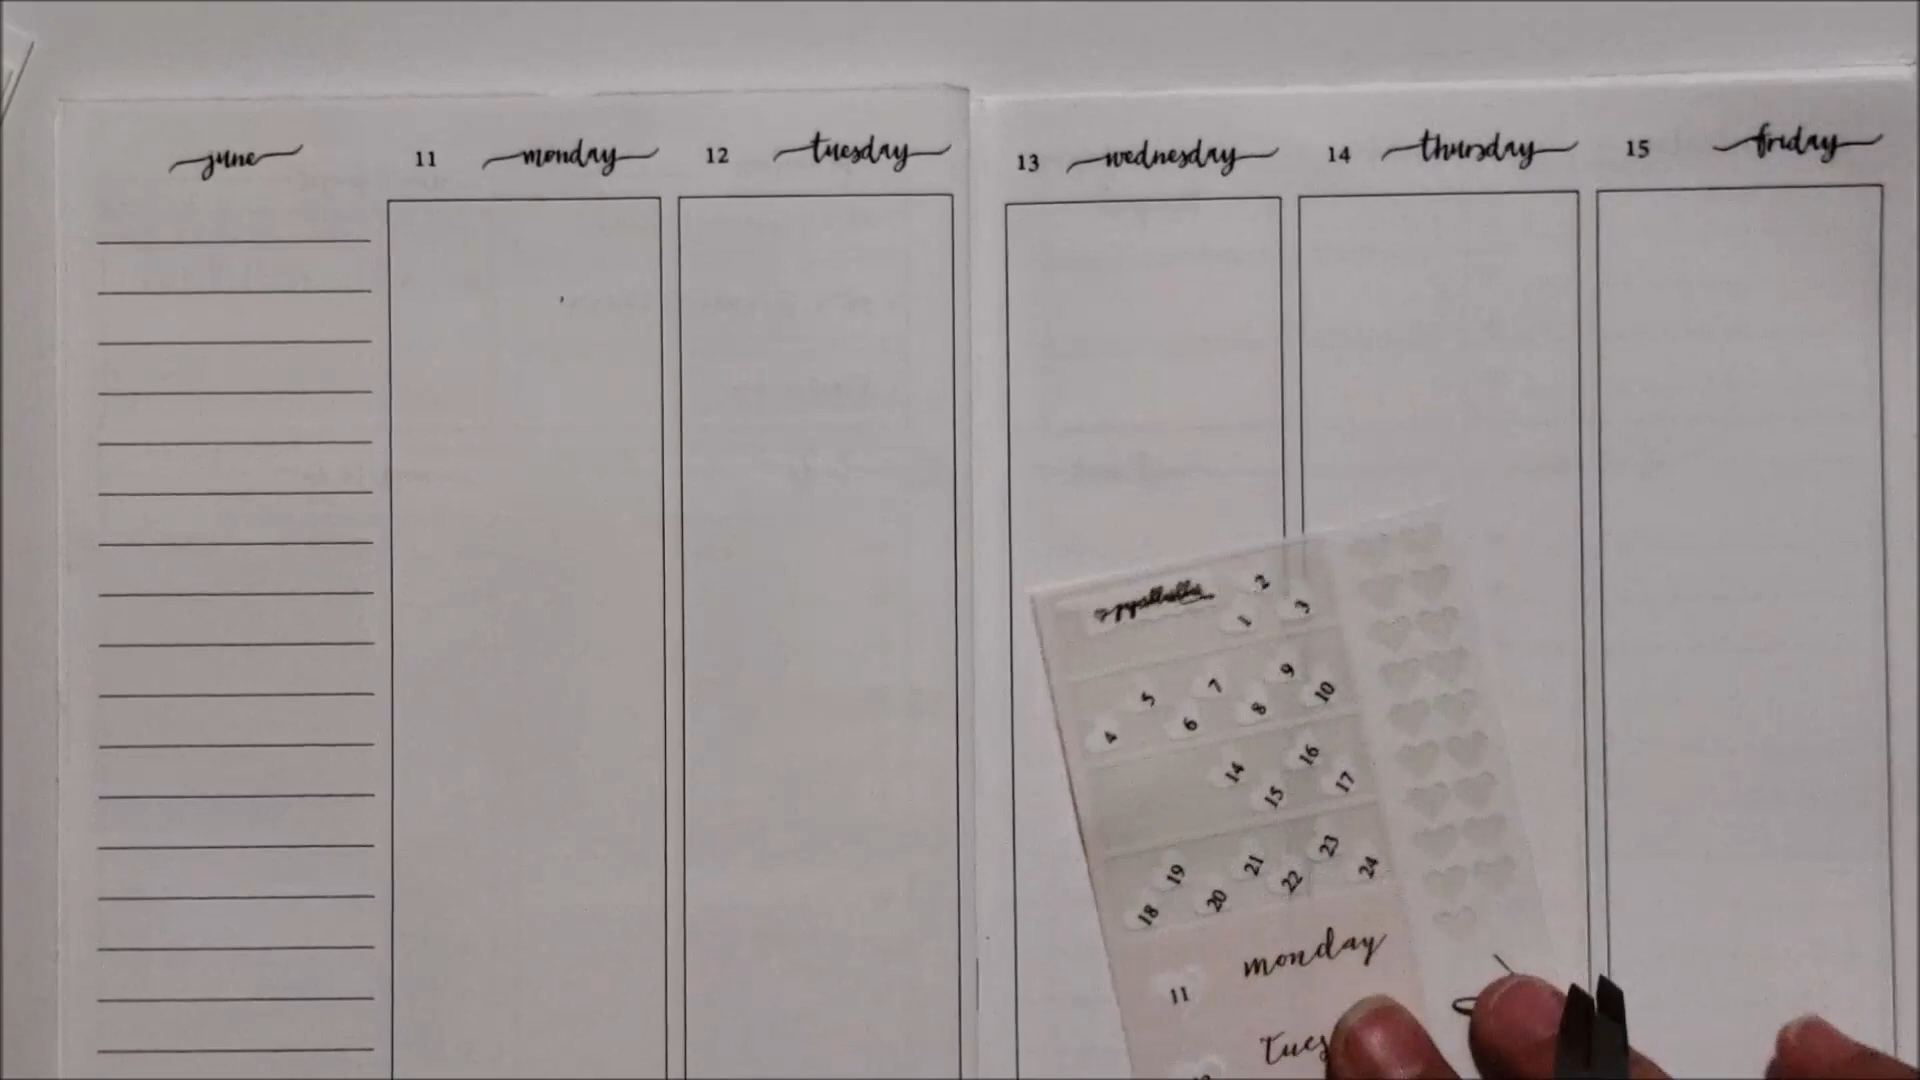 june 11 monday 12 tuesday 13 wednesday 14 thursday 15 friday
1 2 3
4 5 6 7 8 9 10
14 15 16 17
18 19 20 21 22 23 24
monday
11